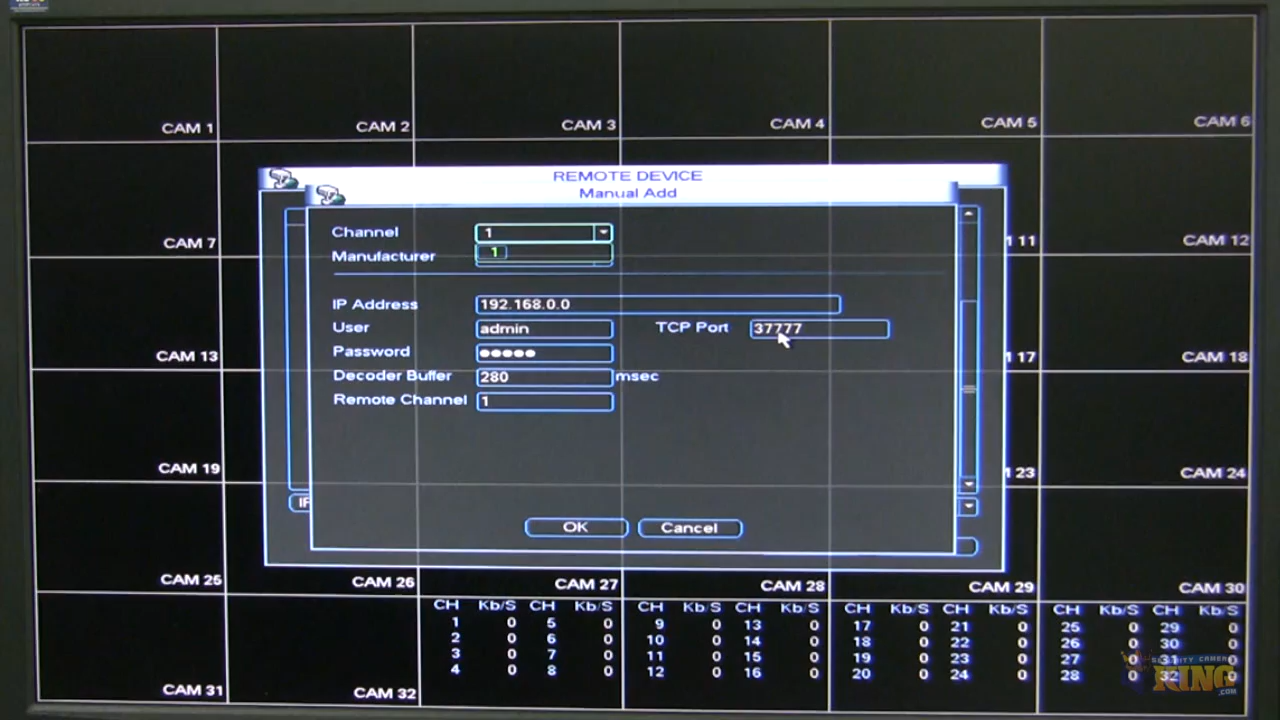 CAM 1 CAM 2 CAM 3 CAM 4 CAM 5 CAM 6
REMOTE DEVICE
Manual Add
Channel 1
Manufacturer 1
CAM 7 11 CAM 12
IP Address 192.168.0.0
User admin TCP Port 37777
Password ●●●●●
CAM 13 17 CAM 18
Decoder Buffer 280 msec
Remote Channel 1
CAM 19 23 CAM 24
OK Cancel
CAM 25 CAM 26 CAM 27 CAM 28 CAM 29 CAM 30
CH Kb/S CH Kb/S CH Kb/S CH Kb/S CH Kb/S CH Kb/S CH Kb/S CH Kb/S
1 0 5 0 9 0 13 0 17 0 21 0 25 0 29 0
2 0 6 0 10 0 14 0 18 0 22 0 26 0 30 0
3 0 7 0 11 0 15 0 19 0 23 0 27 0 31 0
4 0 8 0 12 0 16 0 20 0 24 0 28 0 32 0
CAM 31 CAM 32
SECURITY CAMERA
KING
.COM